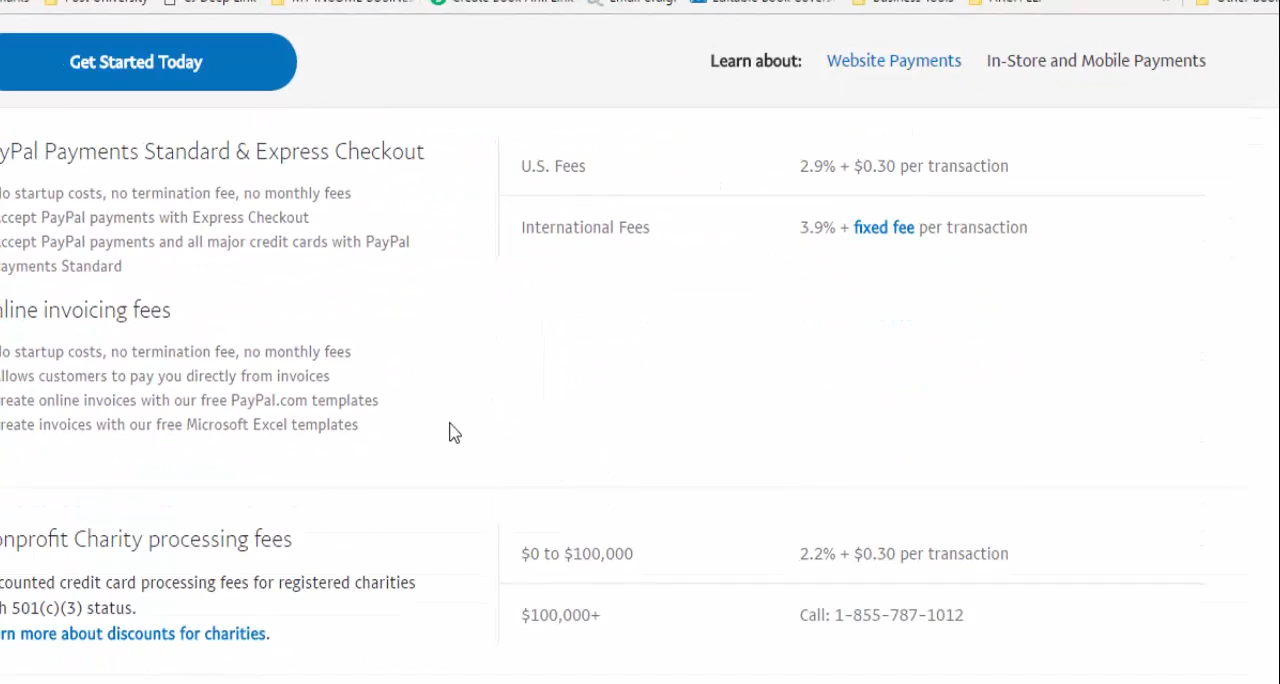 Post University
Get Started Today
Learn about: Website Payments In-Store and Mobile Payments
yPal Payments Standard & Express Checkout
o startup costs, no termination fee, no monthly fees
ccept PayPal payments with Express Checkout
ccept PayPal payments and all major credit cards with PayPal
ayments Standard
U.S. Fees 2.9% + $0.30 per transaction
International Fees 3.9% + fixed fee per transaction
line invoicing fees
o startup costs, no termination fee, no monthly fees
llows customers to pay you directly from invoices
reate online invoices with our free PayPal.com templates
reate invoices with our free Microsoft Excel templates
onprofit Charity processing fees
counted credit card processing fees for registered charities
h 501(c)(3) status.
rn more about discounts for charities.
$0 to $100,000 2.2% + $0.30 per transaction
$100,000+ Call: 1-855-787-1012